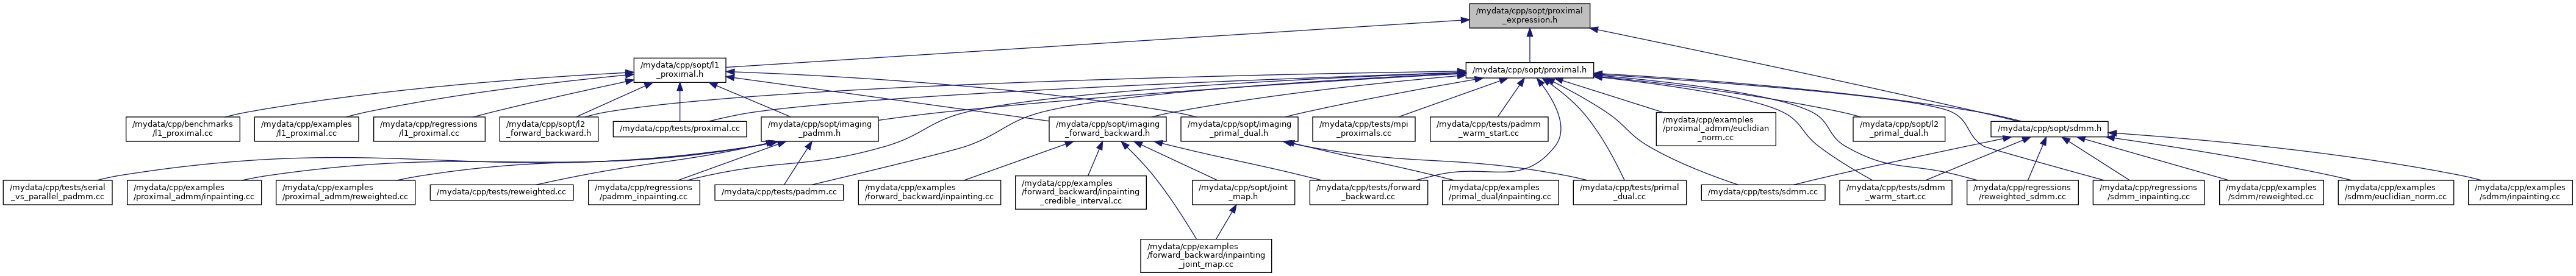 /mydata/cpp/sopt/proximal
_expression.h
/mydata/cpp/sopt/l1
_proximal.h
/mydata/cpp/sopt/proximal.h
/mydata/cpp/benchmarks
/l1_proximal.cc
/mydata/cpp/examples
/l1_proximal.cc
/mydata/cpp/regressions
/l1_proximal.cc
/mydata/cpp/sopt/l2
_forward_backward.h
/mydata/cpp/tests/proximal.cc
/mydata/cpp/sopt/imaging
_padmm.h
/mydata/cpp/sopt/imaging
_forward_backward.h
/mydata/cpp/sopt/imaging
_primal_dual.h
/mydata/cpp/tests/mpi
_proximals.cc
/mydata/cpp/tests/padmm
_warm_start.cc
/mydata/cpp/examples
/proximal_admm/euclidian
_norm.cc
/mydata/cpp/sopt/l2
_primal_dual.h
/mydata/cpp/sopt/sdmm.h
/mydata/cpp/tests/serial
_vs_parallel_padmm.cc
/mydata/cpp/examples
/proximal_admm/inpainting.cc
/mydata/cpp/examples
/proximal_admm/reweighted.cc
/mydata/cpp/tests/reweighted.cc
/mydata/cpp/regressions
/padmm_inpainting.cc
/mydata/cpp/tests/padmm.cc
/mydata/cpp/examples
/forward_backward/inpainting.cc
/mydata/cpp/examples
/forward_backward/inpainting
_credible_interval.cc
/mydata/cpp/sopt/joint
_map.h
/mydata/cpp/tests/forward
_backward.cc
/mydata/cpp/examples
/primal_dual/inpainting.cc
/mydata/cpp/tests/primal
_dual.cc
/mydata/cpp/tests/sdmm.cc
/mydata/cpp/tests/sdmm
_warm_start.cc
/mydata/cpp/regressions
/reweighted_sdmm.cc
/mydata/cpp/regressions
/sdmm_inpainting.cc
/mydata/cpp/examples
/sdmm/reweighted.cc
/mydata/cpp/examples
/sdmm/euclidian_norm.cc
/mydata/cpp/examples
/sdmm/inpainting.cc
/mydata/cpp/examples
/forward_backward/inpainting
_joint_map.cc